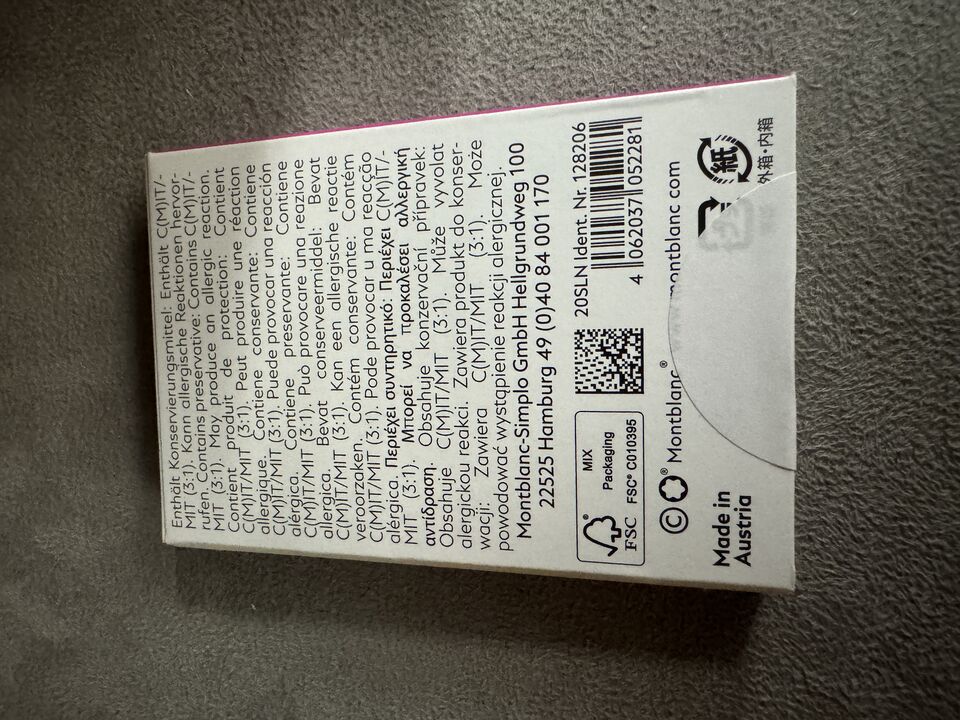 Enthält Konservierungsmittel: Enthält C(M)IT/-
MIT (3:1). Kann allergische Reaktionen hervor-
rufen. Contains preservative: Contains C(M)IT/-
MIT (3:1). May produce an allergic reaction.
Contient produit de protection: Contient
C(M)IT/MIT (3:1). Peut produire une réaction
allergique. Contiene conservante: Contiene
C(M)IT/MIT (3:1). Puede provocar una reacción
alérgica. Contiene preservante: Contiene
C(M)IT/MIT (3:1). Può provocare una reazione
allergica. Bevat conserveermiddel: Bevat
C(M)IT/MIT (3:1). Kan een allergische reactie
veroorzaken. Contém conservante: Contém
C(M)IT/MIT (3:1). Pode provocar u ma reacção
alérgica. Περιέχει συντηρητικό: Περιέχει C(M)IT/-
MIT (3:1). Μπορεί να προκαλέσει αλλεργική
αντίδραση. Obsahuje konzervační přípravek:
Obsahuje C(M)IT/MIT (3:1). Může vyvolat
alergickou reakci. Zawiera produkt do konser-
wacji: Zawiera C(M)IT/MIT (3:1). Może
powodować wystąpienie reakcji alergicznej.
Montblanc-Simplo GmbH Hellgrundweg 100
22525 Hamburg 49 (0)40 84 001 170
FSC
MIX
Packaging
FSC® C010395
20SLN Ident. Nr. 128206
4 062037 052281
©® Montblanc® www.montblanc.com
Made in
Austria
紙
外箱・内箱